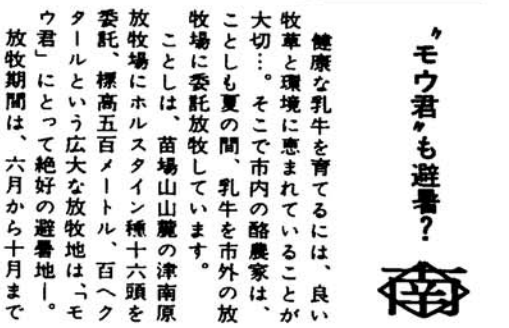 〝モウ君〟も避暑?
南
健康な乳牛を育てるには、良い
牧草と環境に恵まれていることが
大切…。そこで市内の酪農家は、
ことしも夏の間、乳牛を市外の放
牧場に委託放牧しています。
ことしは、苗場山山麓の津南原
放牧場にホルスタイン種十六頭を
委託、標高五百メートル、百ヘク
タールという広大な放牧地は、「モ
ウ君」にとって絶好の避暑地―。
放牧期間は、六月から十月まで